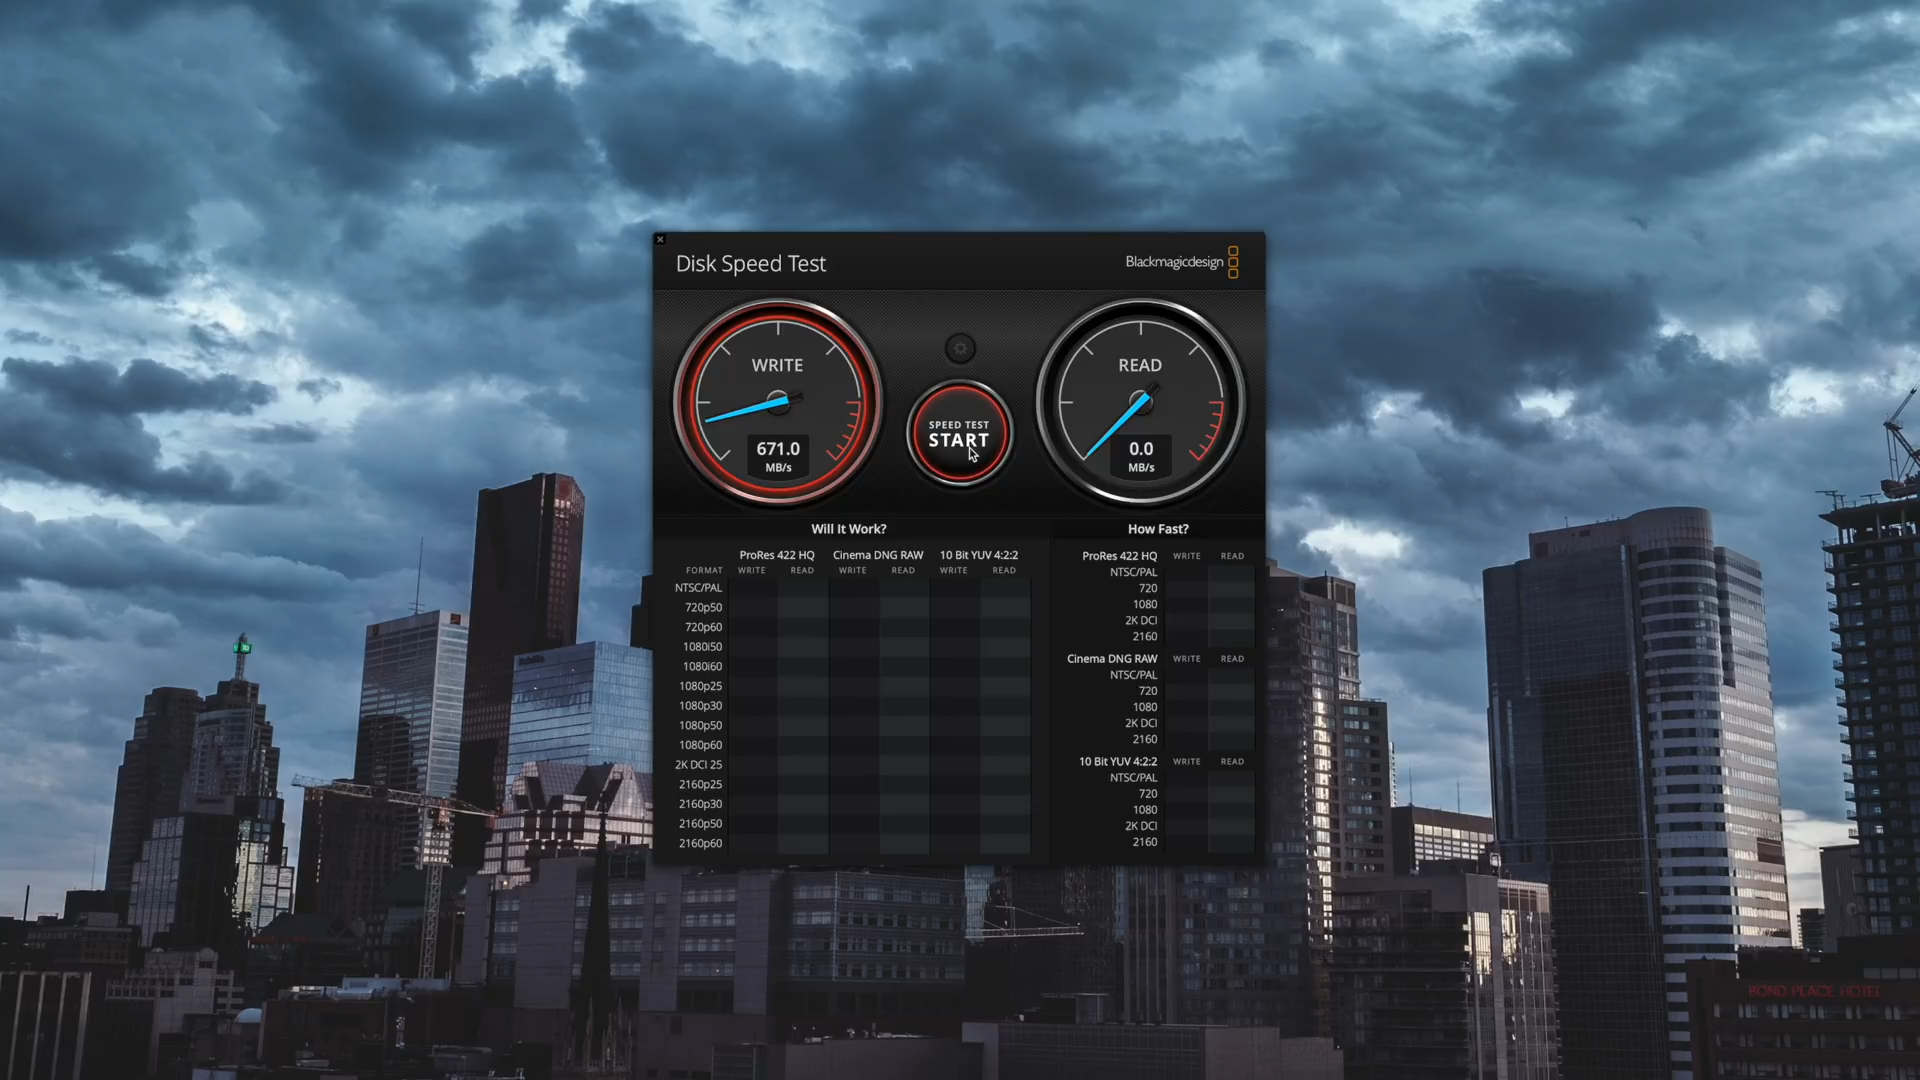 Disk Speed Test
Blackmagicdesign
WRITE
671.0
MB/s
SPEED TEST
START
READ
0.0
MB/s
Will It Work?
ProRes 422 HQ Cinema DNG RAW 10 Bit YUV 4:2:2
FORMAT WRITE READ WRITE READ WRITE READ
NTSC/PAL
720p50
720p60
1080i50
1080i60
1080p25
1080p30
1080p50
1080p60
2K DCI 25
2160p25
2160p30
2160p50
2160p60
How Fast?
ProRes 422 HQ WRITE READ
NTSC/PAL
720
1080
2K DCI
2160
Cinema DNG RAW WRITE READ
NTSC/PAL
720
1080
2K DCI
2160
10 Bit YUV 4:2:2 WRITE READ
NTSC/PAL
720
1080
2K DCI
2160
BOND PLACE HOTEL